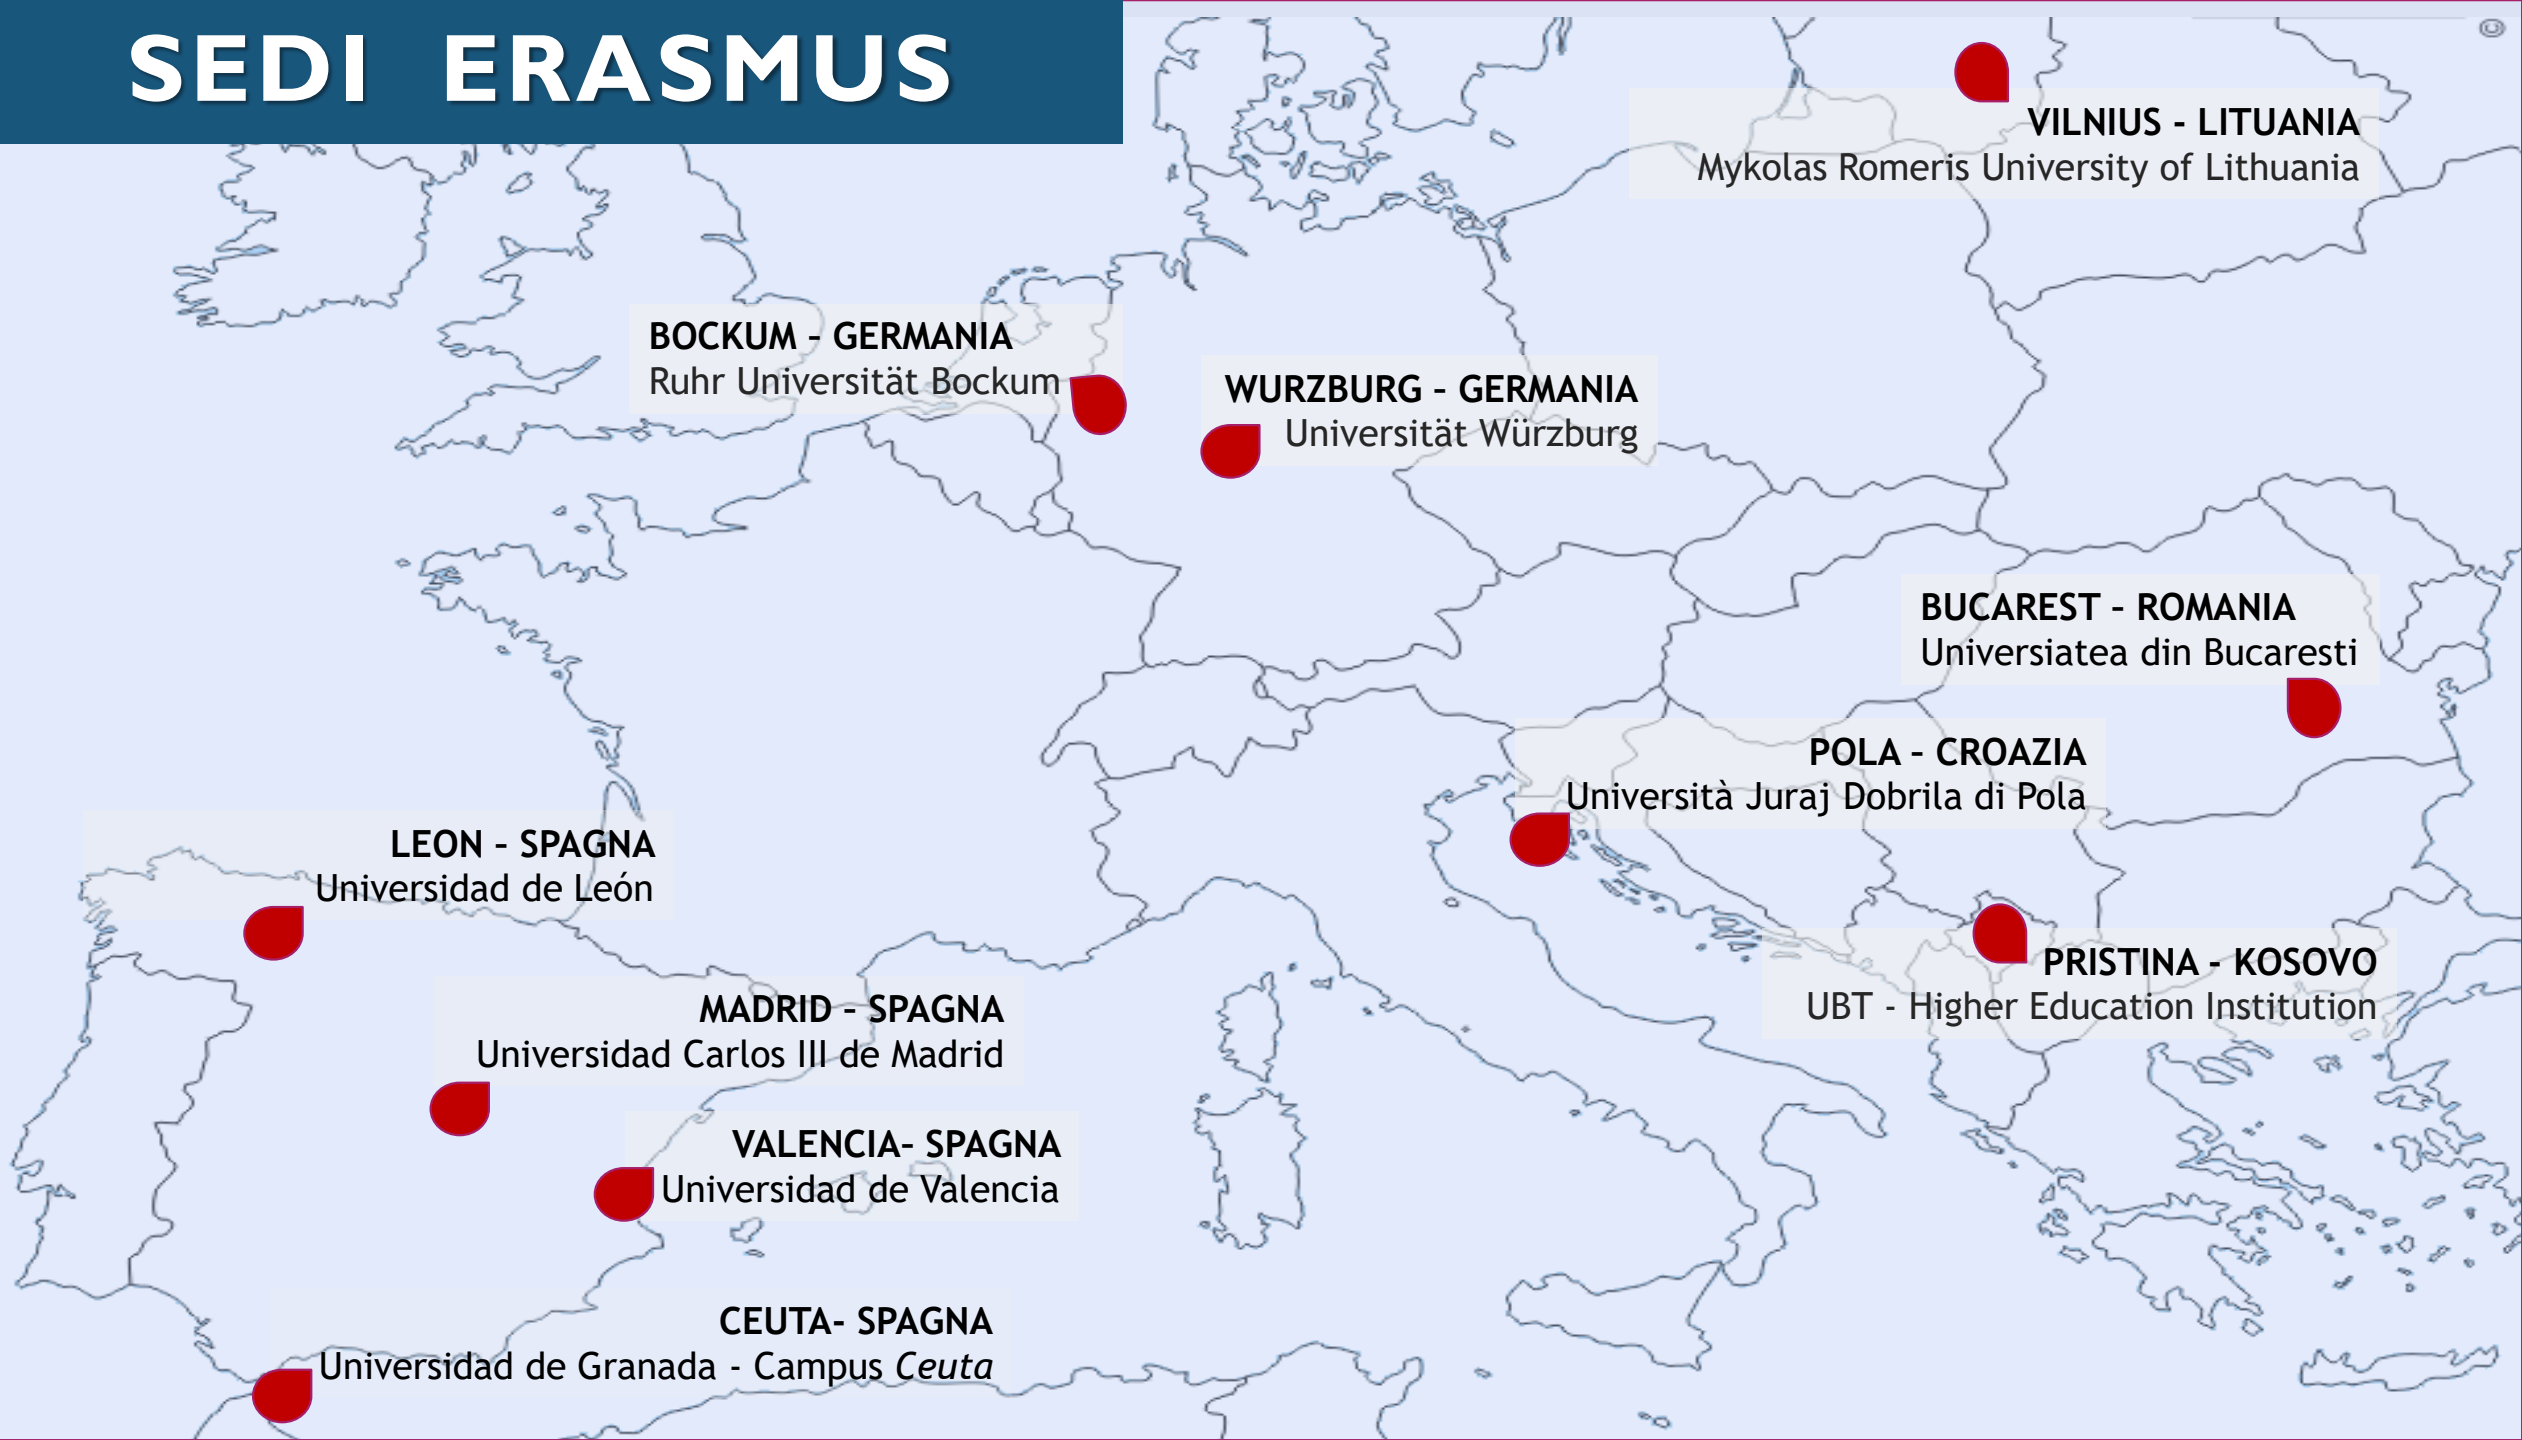 SEDI ERASMUS
©
VILNIUS - LITUANIA
Mykolas Romeris University of Lithuania
BOCKUM – GERMANIA
Ruhr Universität Bockum
WURZBURG – GERMANIA
Universität Würzburg
BUCAREST – ROMANIA
Universiatea din Bucaresti
POLA – CROAZIA
Università Juraj Dobrila di Pola
LEON – SPAGNA
Universidad de León
PRISTINA - KOSOVO
UBT - Higher Education Institution
MADRID – SPAGNA
Universidad Carlos III de Madrid
VALENCIA– SPAGNA
Universidad de Valencia
CEUTA- SPAGNA
Universidad de Granada - Campus Ceuta